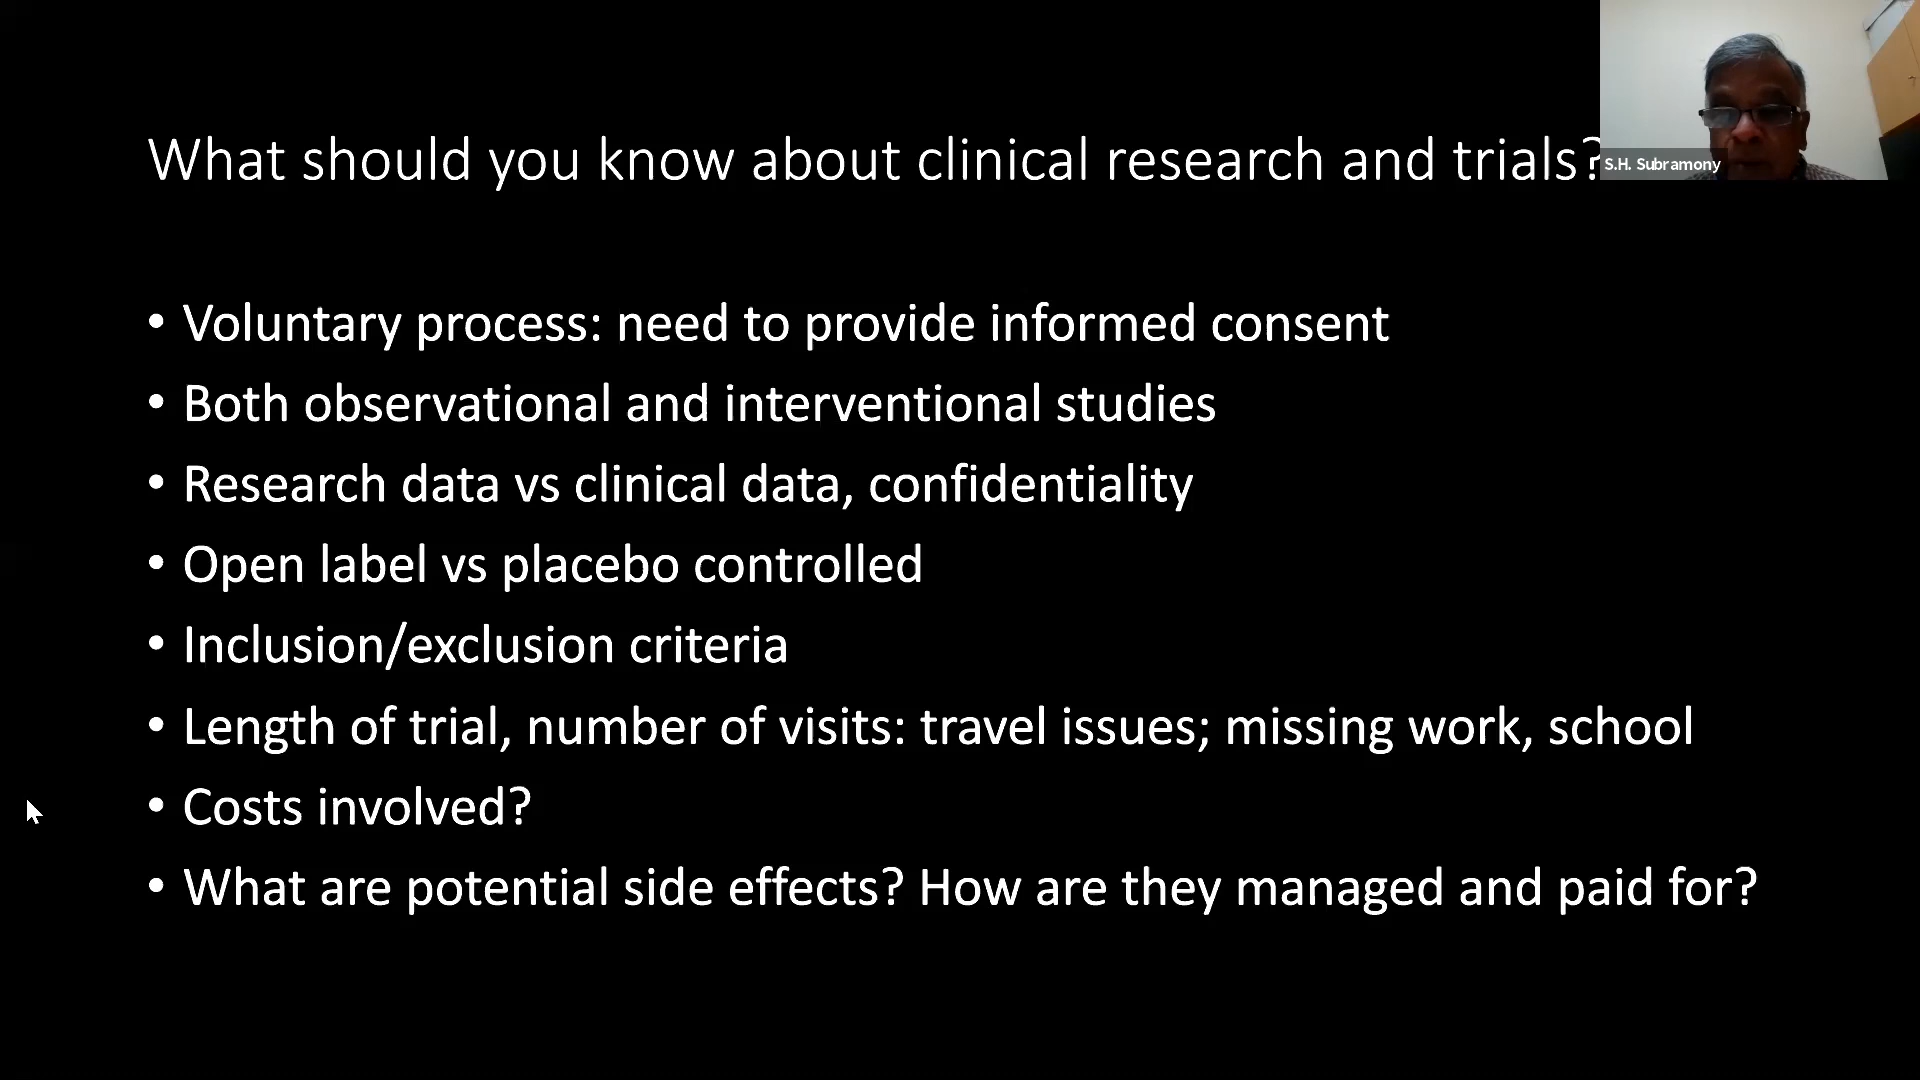 What should you know about clinical research and trials?
S.H. Subramony
• Voluntary process: need to provide informed consent
• Both observational and interventional studies
• Research data vs clinical data, confidentiality
• Open label vs placebo controlled
• Inclusion/exclusion criteria
• Length of trial, number of visits: travel issues; missing work, school
• Costs involved?
• What are potential side effects? How are they managed and paid for?